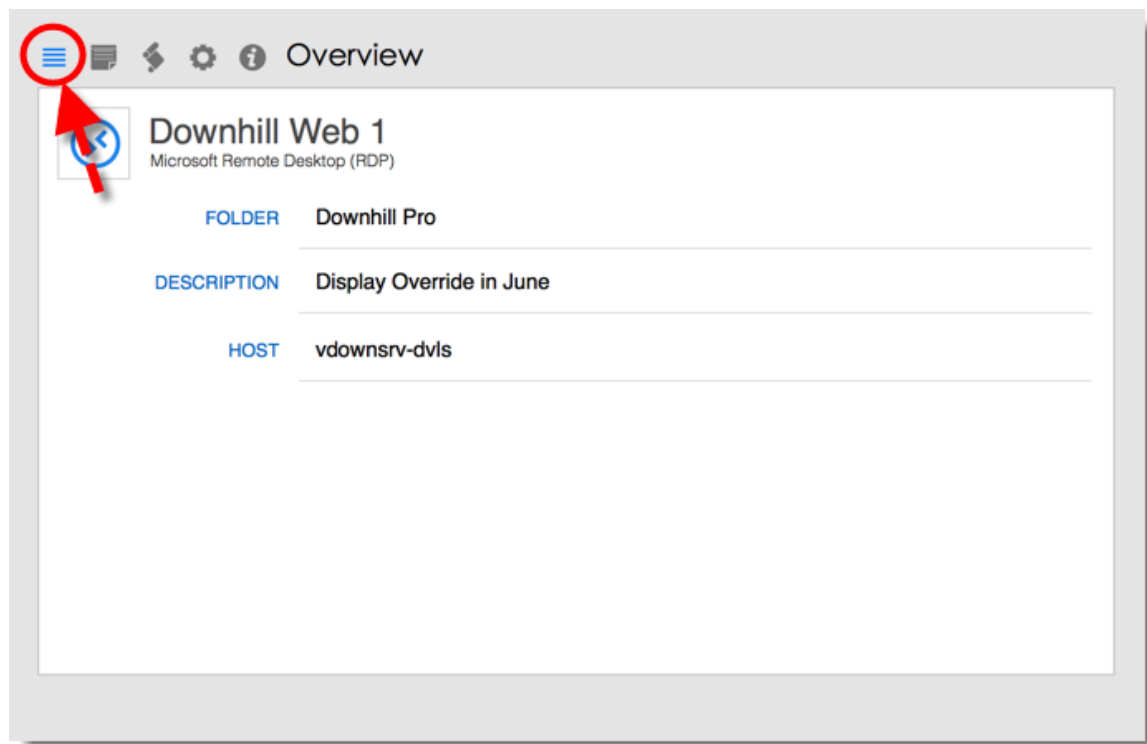 Overview
Downhill Web 1
Microsoft Remote Desktop (RDP)
FOLDER Downhill Pro
DESCRIPTION Display Override in June
HOST vdownsrv-dvls